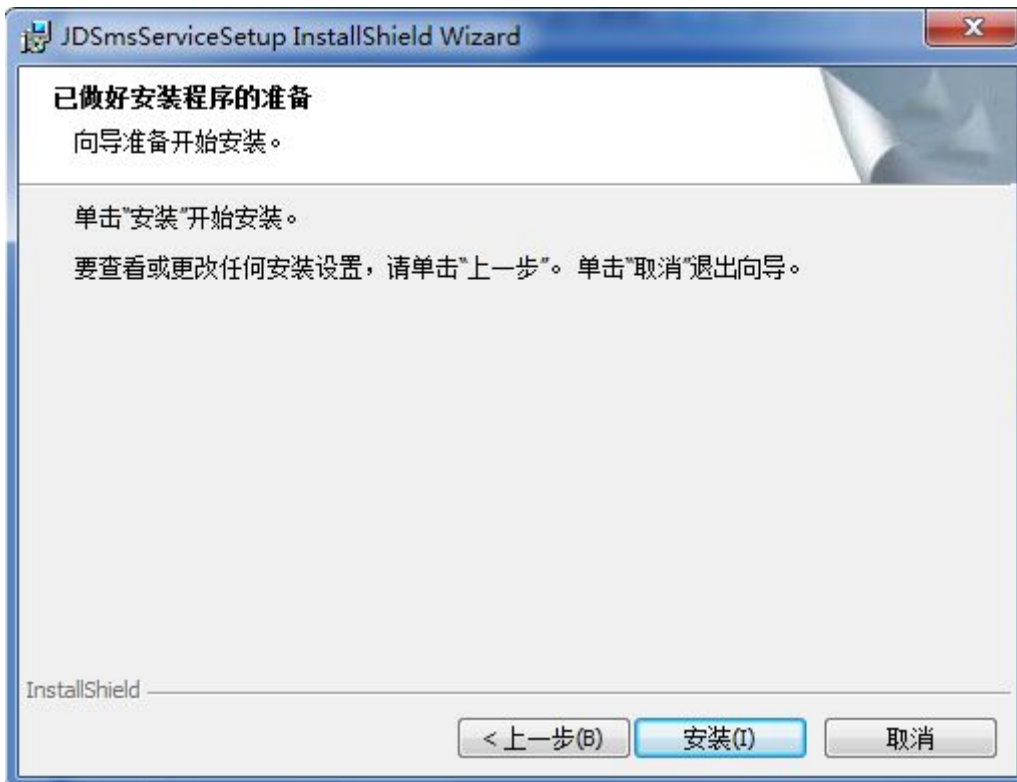 JDSmsServiceSetup InstallShield Wizard
已做好安装程序的准备
向导准备开始安装。
单击“安装”开始安装。
要查看或更改任何安装设置，请单击“上一步”。 单击“取消”退出向导。
InstallShield
<上一步(B)
安装(I)
取消